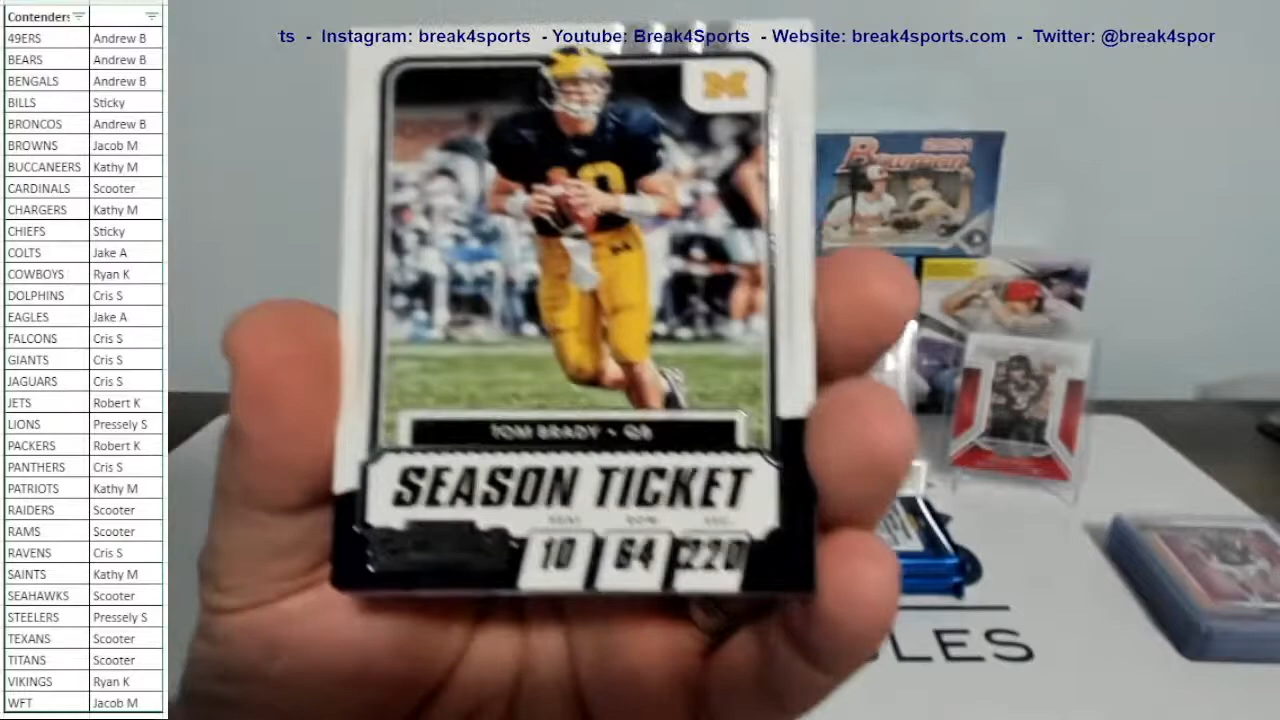 ts - Instagram: break4sports - Youtube: Break4Sports - Website: break4sports.com - Twitter: @break4spor
Contenders
49ERS Andrew B
BEARS Andrew B
BENGALS Andrew B
BILLS Sticky
BRONCOS Andrew B
BROWNS Jacob M
BUCCANEERS Kathy M
CARDINALS Scooter
CHARGERS Kathy M
CHIEFS Sticky
COLTS Jake A
COWBOYS Ryan K
DOLPHINS Cris S
EAGLES Jake A
FALCONS Cris S
GIANTS Cris S
JAGUARS Cris S
JETS Robert K
LIONS Pressely S
PACKERS Robert K
PANTHERS Cris S
PATRIOTS Kathy M
RAIDERS Scooter
RAMS Scooter
RAVENS Cris S
SAINTS Kathy M
SEAHAWKS Scooter
STEELERS Pressely S
TEXANS Scooter
TITANS Scooter
VIKINGS Ryan K
WFT Jacob M
M
10
TOM BRADY - QB
SEASON TICKET
10 64 220
Bowman
LES